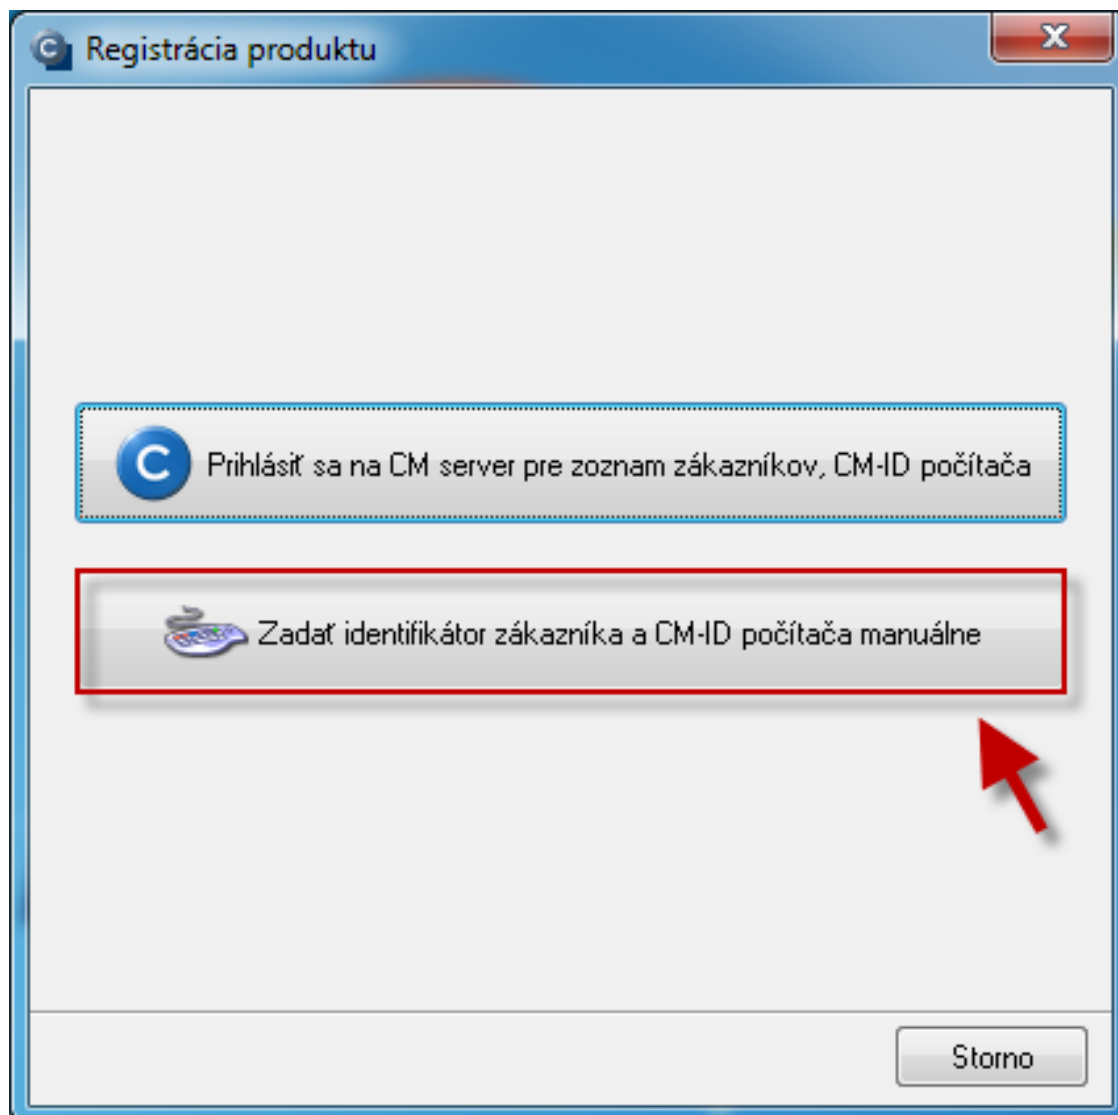 Registrácia produktu
Prihlásiť sa na CM server pre zoznam zákazníkov, CM-ID počítača
Zadať identifikátor zákazníka a CM-ID počítača manuálne
Storno